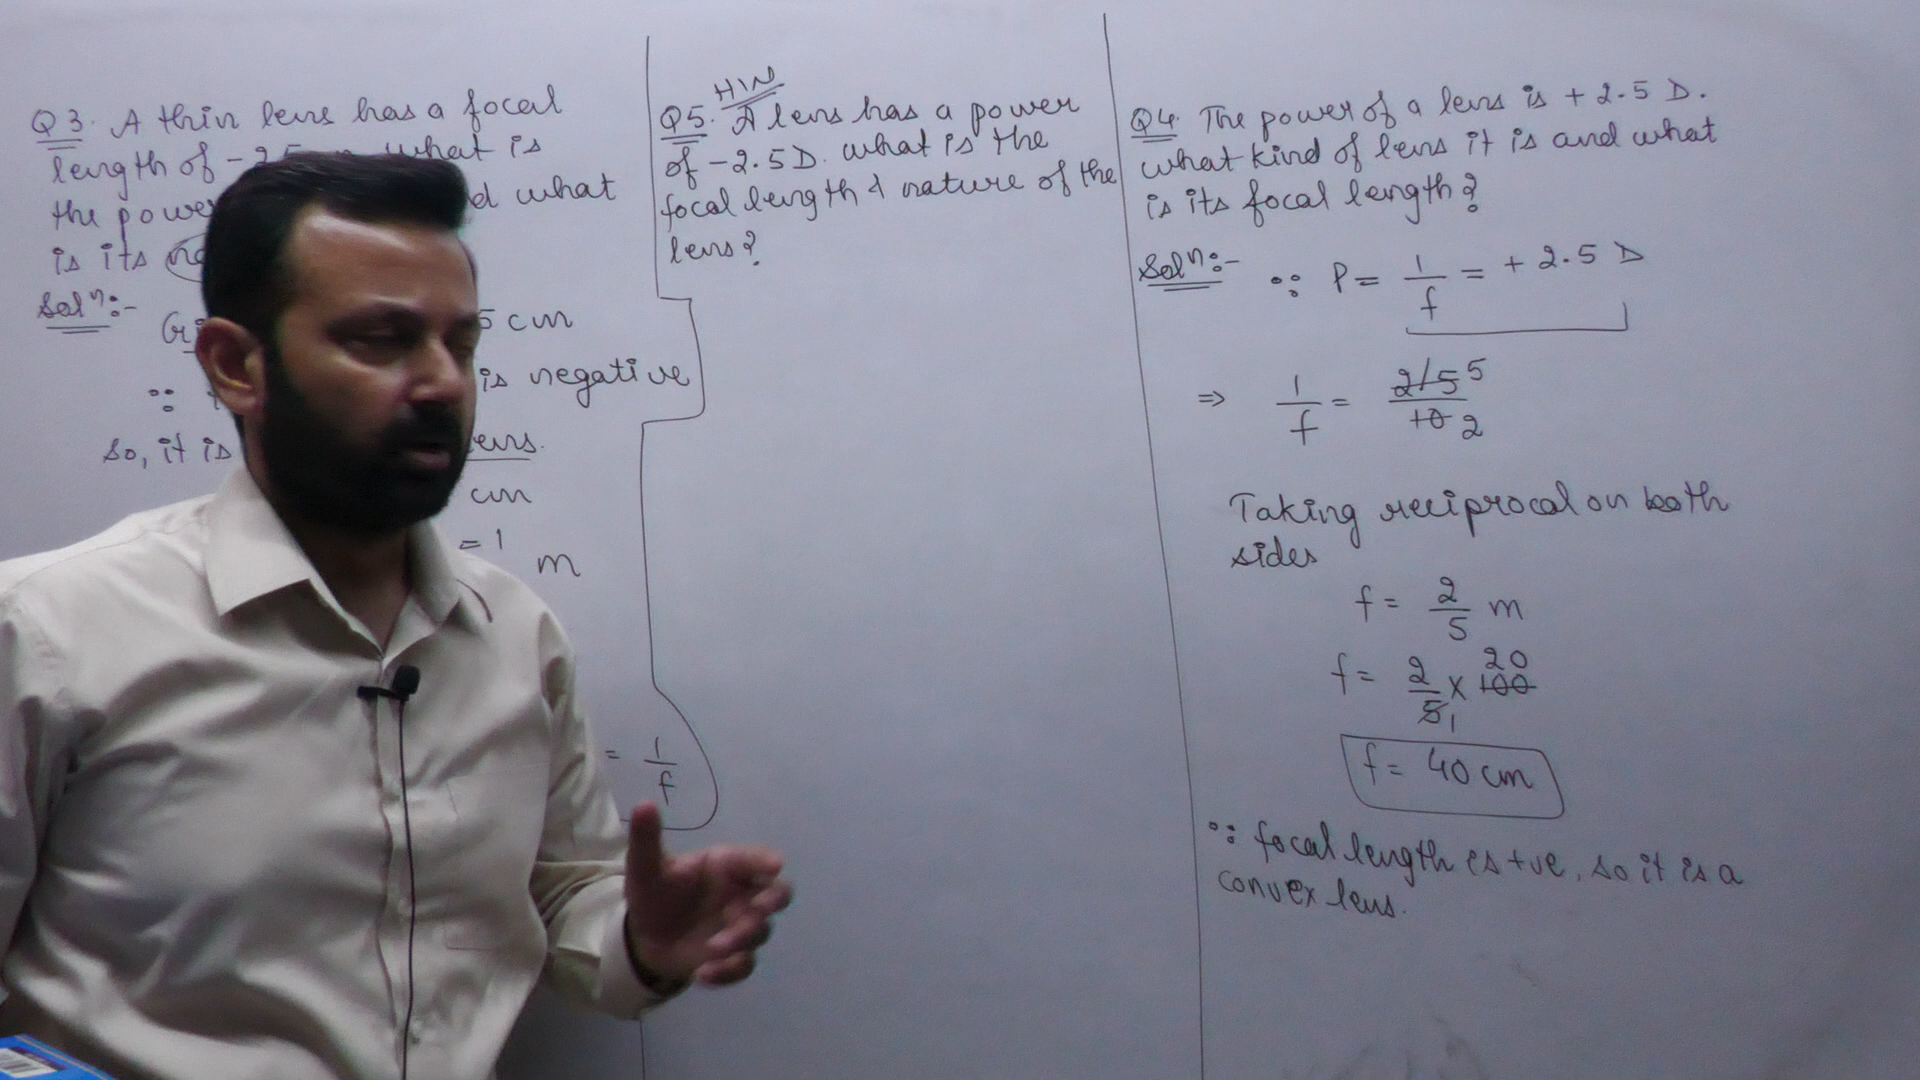 Q3. A thin lens has a focal
length of -25 what is
the power d what
is its
Soln:-
5 cm
∵ is negative
so, it is lens.
cm
= 1 m
= 1/f
H/W
Q5. A lens has a power
of -2.5 D. what is the
focal length & nature of the
lens?
Q4. The power of a lens is + 2.5 D.
what kind of lens it is and what
is its focal length?
Soln:- ∵ P = 1/f = + 2.5 D
⇒ 1/f = 25/10 5 2
Taking reciprocal on both
sides
f = 2/5 m
f = 2/5 1 x 100 20
f = 40 cm
∵ focal length is +ve, so it is a
convex lens.